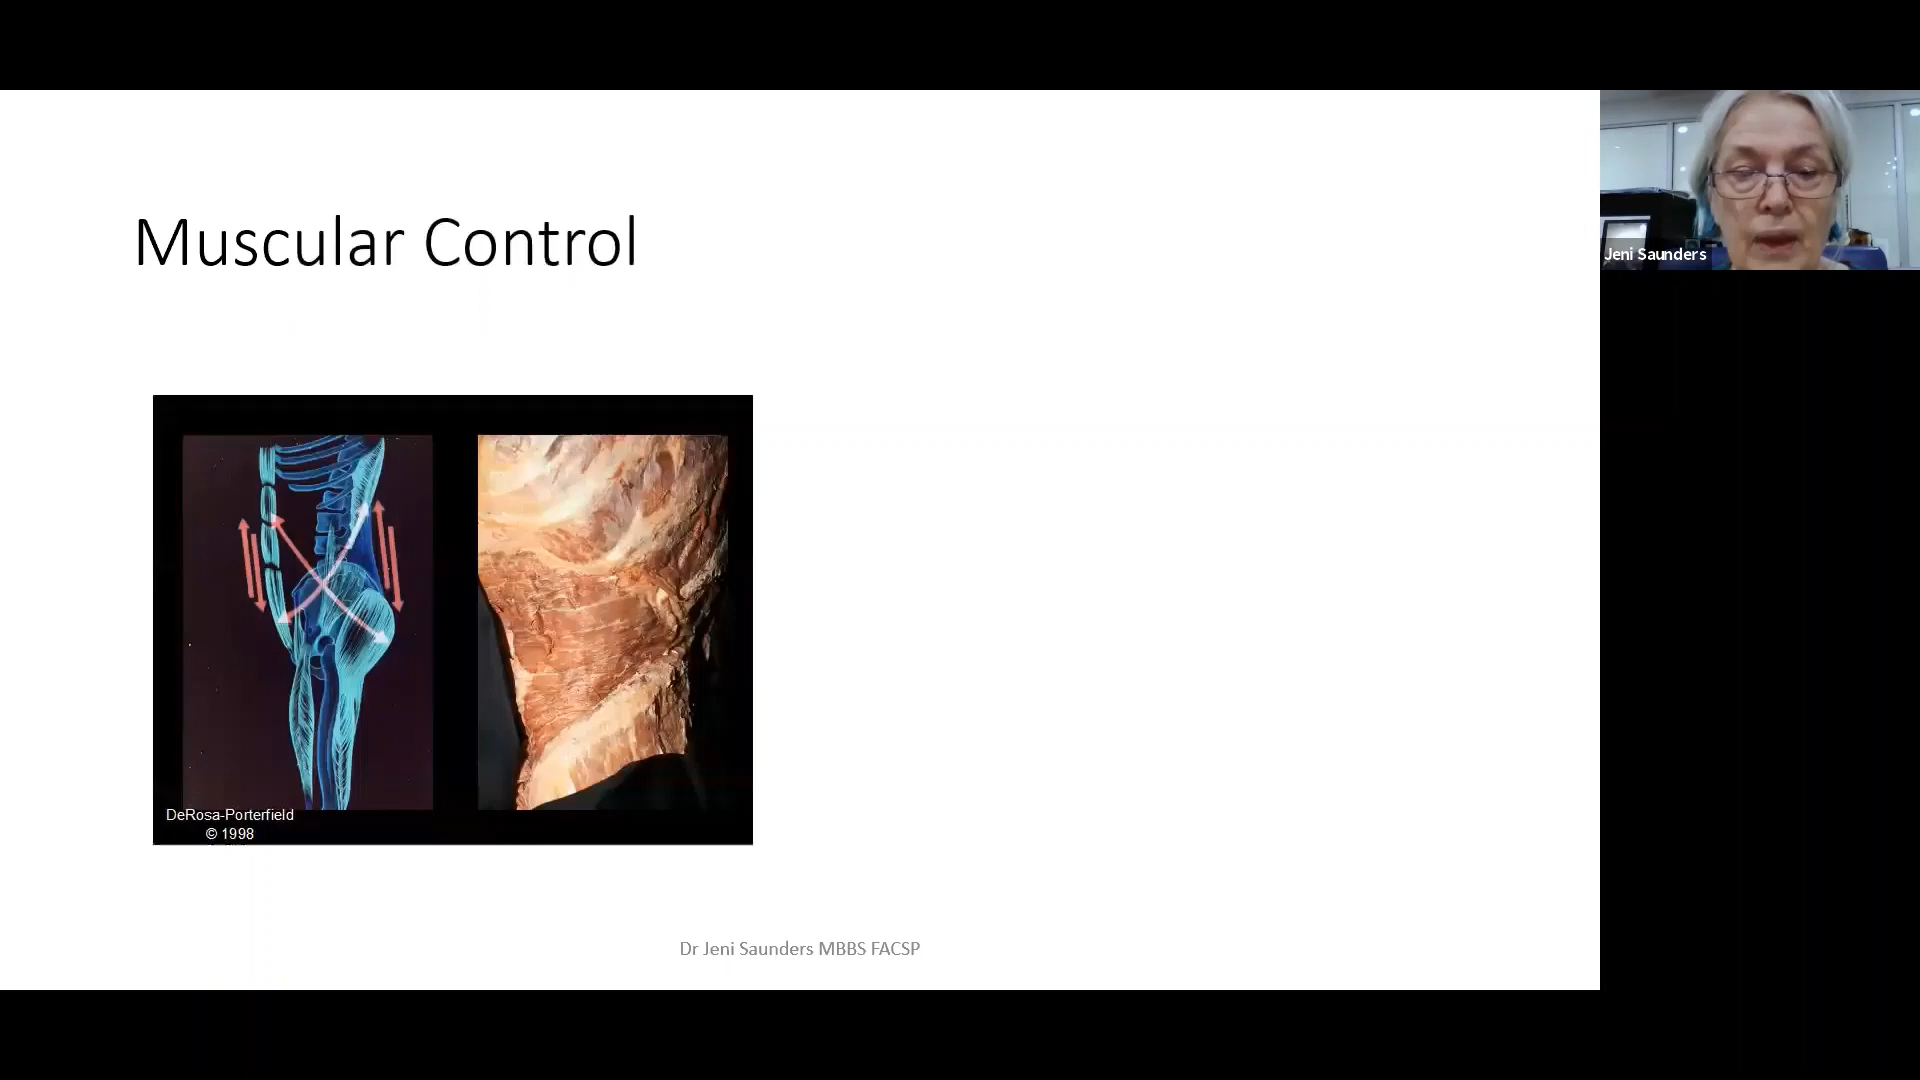 Muscular Control
Jeni Saunders
DeRosa-Porterfield
© 1998
Dr Jeni Saunders MBBS FACSP